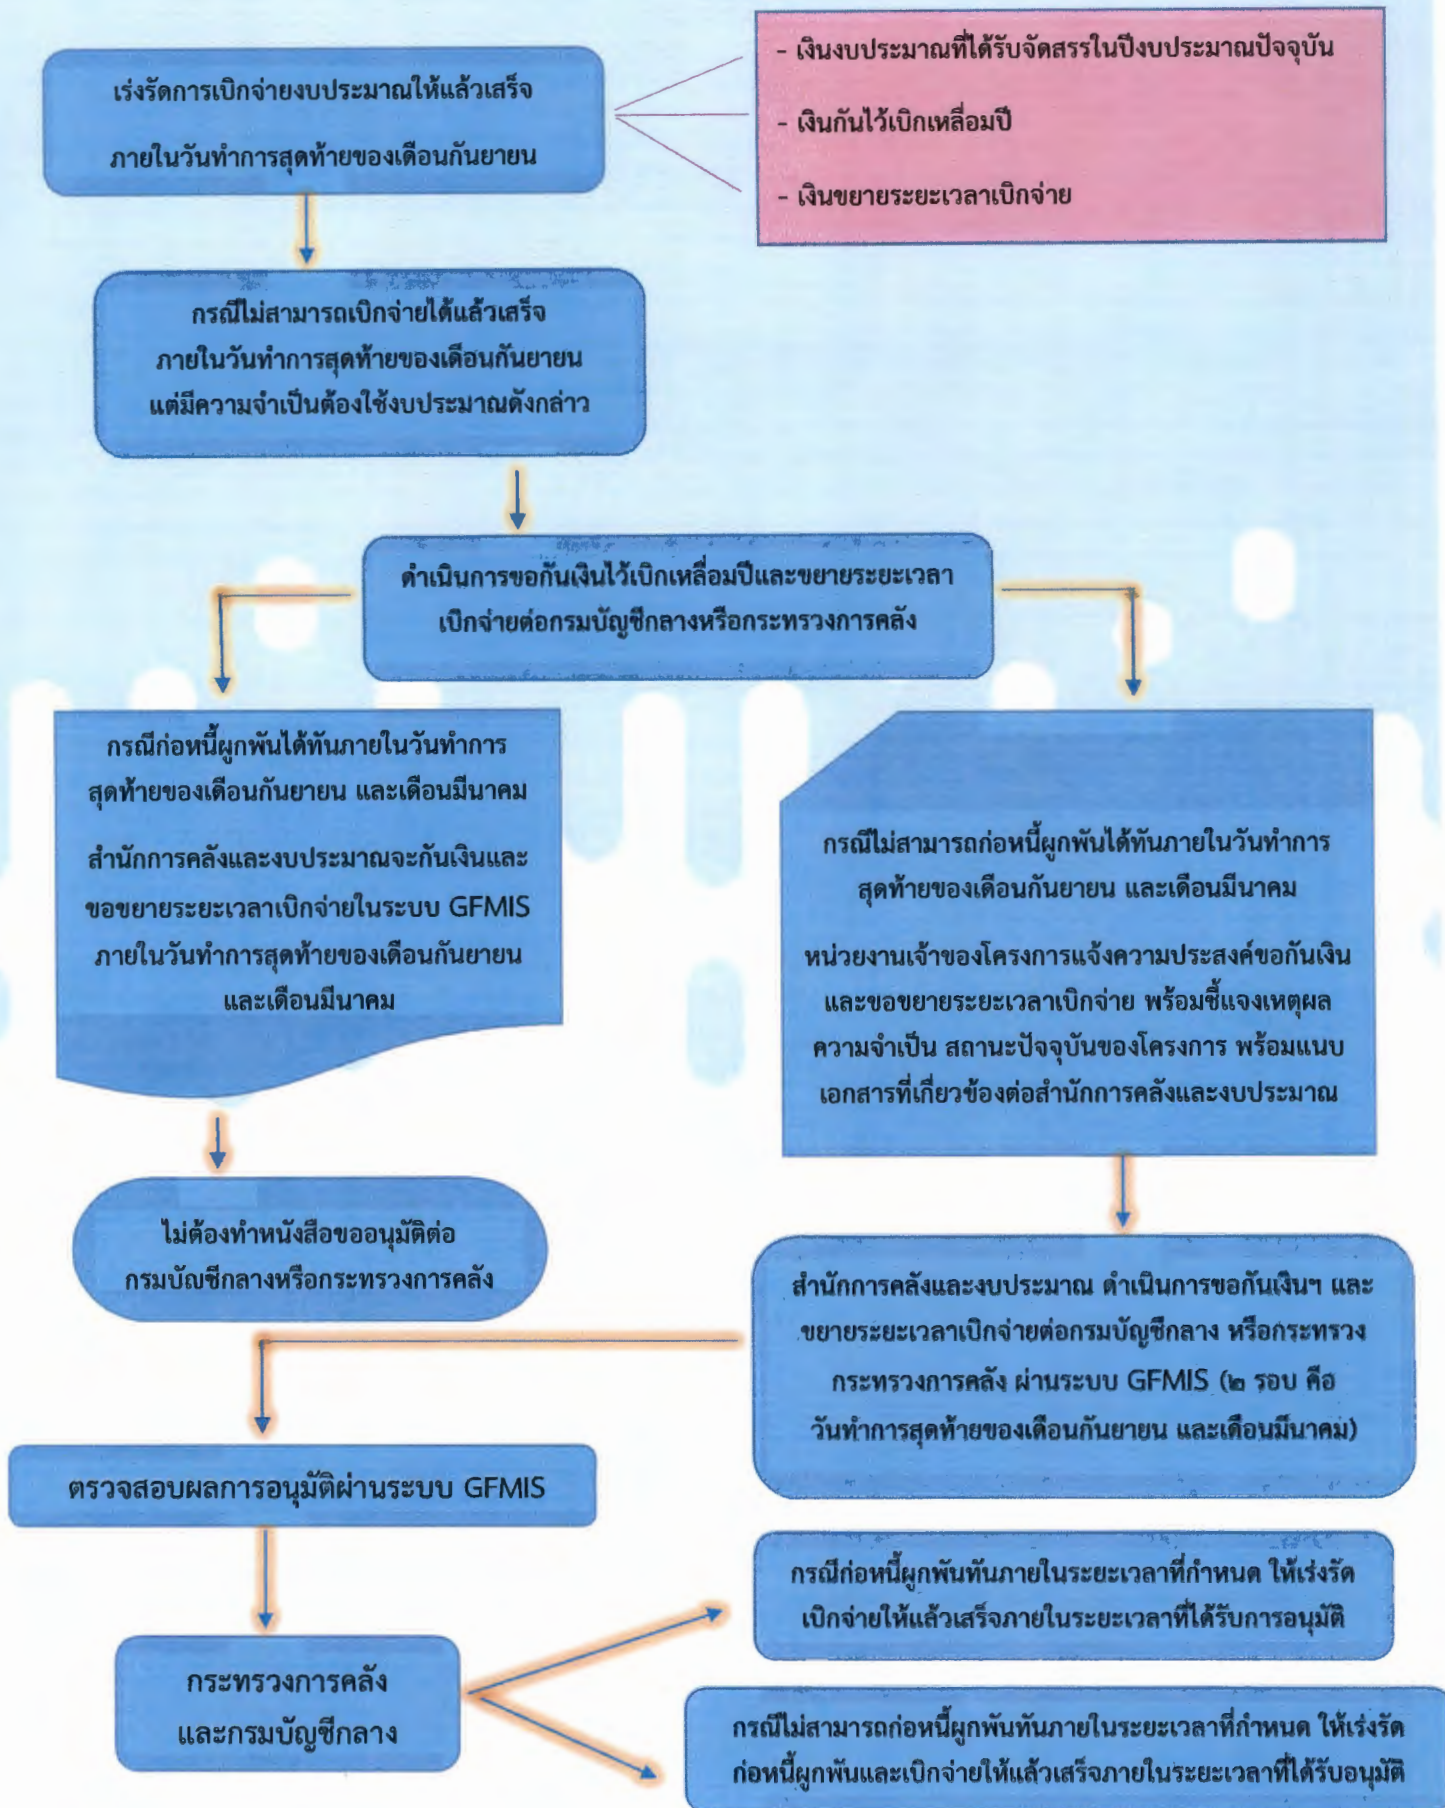 เร่งรัดการเบิกจ่ายงบประมาณให้แล้วเสร็จ
ภายในวันทำการสุดท้ายของเดือนกันยายน
- เงินงบประมาณที่ได้รับจัดสรรในปีงบประมาณปัจจุบัน
- เงินกันไว้เบิกเหลื่อมปี
- เงินขยายระยะเวลาเบิกจ่าย
กรณีไม่สามารถเบิกจ่ายได้แล้วเสร็จ
ภายในวันทำการสุดท้ายของเดือนกันยายน
แต่มีความจำเป็นต้องใช้งบประมาณดังกล่าว
ดำเนินการขอกันเงินไว้เบิกเหลื่อมปีและขยายระยะเวลา
เบิกจ่ายต่อกรมบัญชีกลางหรือกระทรวงการคลัง
กรณีก่อหนี้ผูกพันได้ทันภายในวันทำการ
สุดท้ายของเดือนกันยายน และเดือนมีนาคม
สำนักการคลังและงบประมาณจะกันเงินและ
ขอขยายระยะเวลาเบิกจ่ายในระบบ GFMIS
ภายในวันทำการสุดท้ายของเดือนกันยายน
และเดือนมีนาคม
กรณีไม่สามารถก่อหนี้ผูกพันได้ทันภายในวันทำการ
สุดท้ายของเดือนกันยายน และเดือนมีนาคม
หน่วยงานเจ้าของโครงการแจ้งความประสงค์ขอกันเงิน
และขอขยายระยะเวลาเบิกจ่าย พร้อมชี้แจงเหตุผล
ความจำเป็น สถานะปัจจุบันของโครงการ พร้อมแนบ
เอกสารที่เกี่ยวข้องต่อสำนักการคลังและงบประมาณ
ไม่ต้องทำหนังสือขออนุมัติต่อ
กรมบัญชีกลางหรือกระทรวงการคลัง
สำนักการคลังและงบประมาณ ดำเนินการขอกันเงินฯ และ
ขยายระยะเวลาเบิกจ่ายต่อกรมบัญชีกลาง หรือกระทรวง
กระทรวงการคลัง ผ่านระบบ GFMIS (๒ รอบ คือ
วันทำการสุดท้ายของเดือนกันยายน และเดือนมีนาคม)
ตรวจสอบผลการอนุมัติผ่านระบบ GFMIS
กระทรวงการคลัง
และกรมบัญชีกลาง
กรณีก่อหนี้ผูกพันทันภายในระยะเวลาที่กำหนด ให้เร่งรัด
เบิกจ่ายให้แล้วเสร็จภายในระยะเวลาที่ได้รับการอนุมัติ
กรณีไม่สามารถก่อหนี้ผูกพันทันภายในระยะเวลาที่กำหนด ให้เร่งรัด
ก่อหนี้ผูกพันและเบิกจ่ายให้แล้วเสร็จภายในระยะเวลาที่ได้รับอนุมัติ